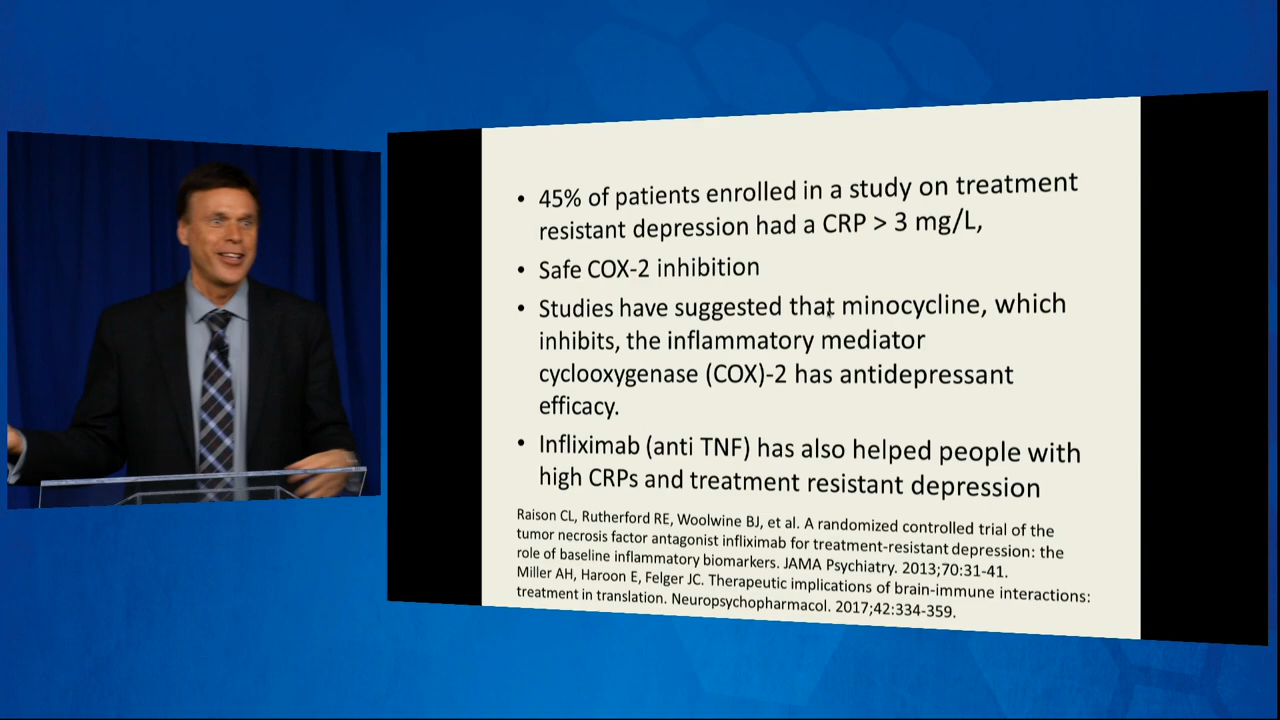 • 45% of patients enrolled in a study on treatment
resistant depression had a CRP > 3 mg/L,
• Safe COX-2 inhibition
• Studies have suggested that minocycline, which
inhibits, the inflammatory mediator
cyclooxygenase (COX)-2 has antidepressant
efficacy.
• Infliximab (anti TNF) has also helped people with
high CRPs and treatment resistant depression
Raison CL, Rutherford RE, Woolwine BJ, et al. A randomized controlled trial of the
tumor necrosis factor antagonist infliximab for treatment-resistant depression: the
role of baseline inflammatory biomarkers. JAMA Psychiatry. 2013;70:31-41.
Miller AH, Haroon E, Felger JC. Therapeutic implications of brain-immune interactions:
treatment in translation. Neuropsychopharmacol. 2017;42:334-359.